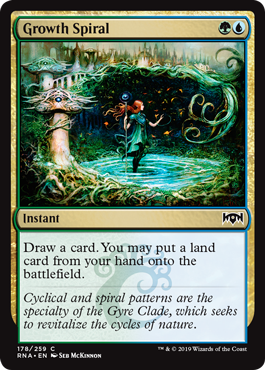 Growth Spiral
Instant
Draw a card. You may put a land
card from your hand onto the
battlefield.
Cyclical and spiral patterns are the
specialty of the Gyre Clade, which seeks
to revitalize the cycles of nature.
178/259 C
RNA • EN Seb McKinnon
™ & © 2019 Wizards of the Coast